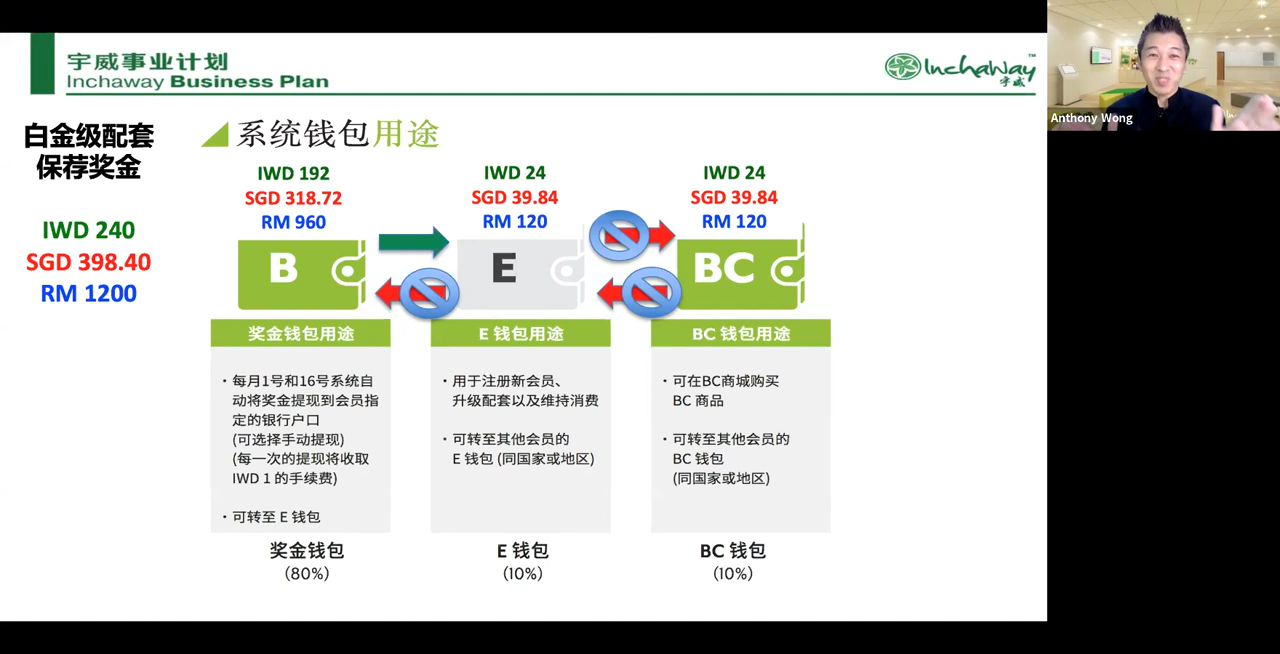 宇威事业计划
Inchaway Business Plan
Inchaway™
宇威
Anthony Wong
白金级配套
保荐奖金
IWD 240
SGD 398.40
RM 1200
系统钱包用途
IWD 192
SGD 318.72
RM 960
B
奖金钱包用途
· 每月1号和16号系统自
动将奖金提现到会员指
定的银行户口
(可选择手动提现)
(每一次的提现将收取
IWD 1 的手续费)
· 可转至 E 钱包
奖金钱包
(80%)
IWD 24
SGD 39.84
RM 120
E
E 钱包用途
· 用于注册新会员、
升级配套以及维持消费
· 可转至其他会员的
E 钱包 (同国家或地区)
E 钱包
(10%)
IWD 24
SGD 39.84
RM 120
BC
BC 钱包用途
· 可在BC商城购买
BC 商品
· 可转至其他会员的
BC 钱包
(同国家或地区)
BC 钱包
(10%)